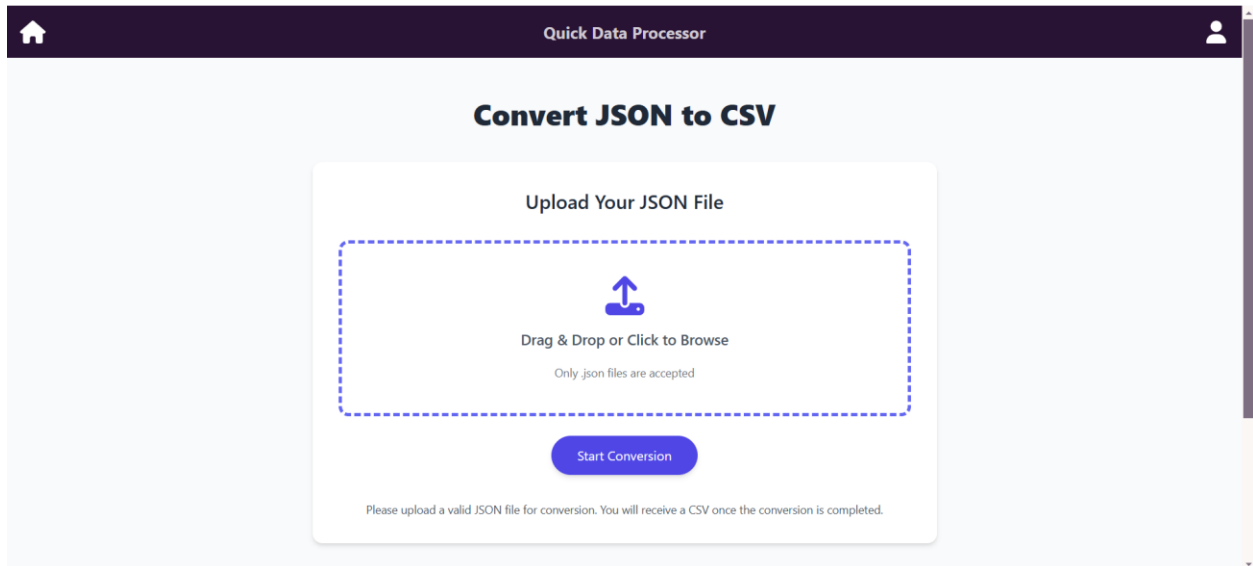 Quick Data Processor
Convert JSON to CSV
Upload Your JSON File
Drag & Drop or Click to Browse
Only .json files are accepted
Start Conversion
Please upload a valid JSON file for conversion. You will receive a CSV once the conversion is completed.